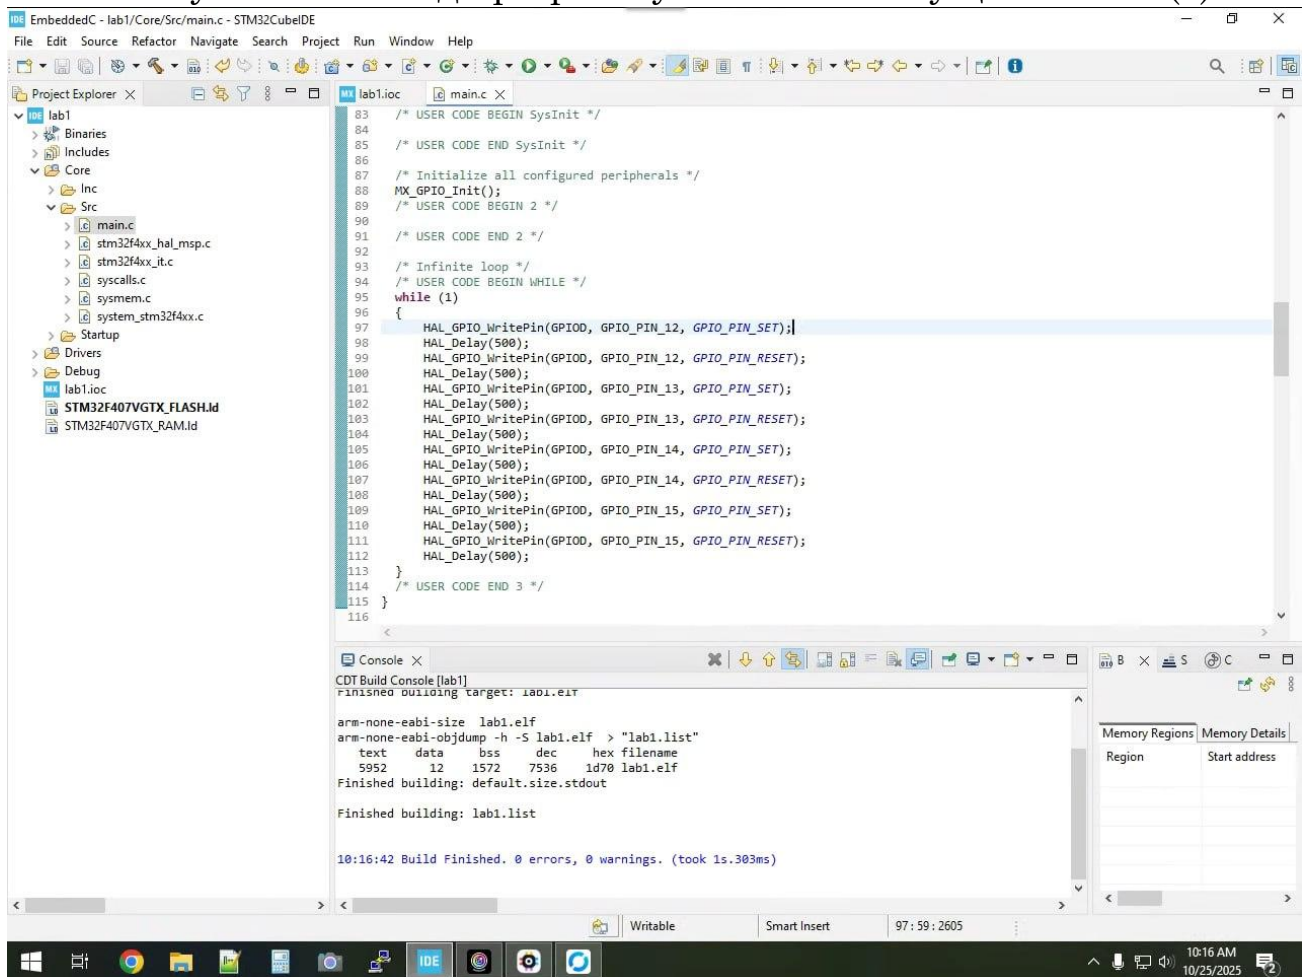 EmbeddedC - lab1/Core/Src/main.c - STM32CubeIDE
File Edit Source Refactor Navigate Search Project Run Window Help
Project Explorer
lab1
Binaries
Includes
Core
Inc
Src
main.c
stm32f4xx_hal_msp.c
stm32f4xx_it.c
syscalls.c
sysmem.c
system_stm32f4xx.c
Startup
Drivers
Debug
lab1.ioc
STM32F407VGTX_FLASH.ld
STM32F407VGTX_RAM.ld
lab1.ioc main.c
83 /* USER CODE BEGIN SysInit */
84
85 /* USER CODE END SysInit */
86
87 /* Initialize all configured peripherals */
88 MX_GPIO_Init();
89 /* USER CODE BEGIN 2 */
90
91 /* USER CODE END 2 */
92
93 /* Infinite loop */
94 /* USER CODE BEGIN WHILE */
95 while (1)
96 {
97 HAL_GPIO_WritePin(GPIOD, GPIO_PIN_12, GPIO_PIN_SET);
98 HAL_Delay(500);
99 HAL_GPIO_WritePin(GPIOD, GPIO_PIN_12, GPIO_PIN_RESET);
100 HAL_Delay(500);
101 HAL_GPIO_WritePin(GPIOD, GPIO_PIN_13, GPIO_PIN_SET);
102 HAL_Delay(500);
103 HAL_GPIO_WritePin(GPIOD, GPIO_PIN_13, GPIO_PIN_RESET);
104 HAL_Delay(500);
105 HAL_GPIO_WritePin(GPIOD, GPIO_PIN_14, GPIO_PIN_SET);
106 HAL_Delay(500);
107 HAL_GPIO_WritePin(GPIOD, GPIO_PIN_14, GPIO_PIN_RESET);
108 HAL_Delay(500);
109 HAL_GPIO_WritePin(GPIOD, GPIO_PIN_15, GPIO_PIN_SET);
110 HAL_Delay(500);
111 HAL_GPIO_WritePin(GPIOD, GPIO_PIN_15, GPIO_PIN_RESET);
112 HAL_Delay(500);
113 }
114 /* USER CODE END 3 */
115 }
116
Console
CDT Build Console [lab1]
Finished building target: lab1.elf
arm-none-eabi-size lab1.elf
arm-none-eabi-objdump -h -S lab1.elf > "lab1.list"
text data bss dec hex filename
5952 12 1572 7536 1d70 lab1.elf
Finished building: default.size.stdout
Finished building: lab1.list
10:16:42 Build Finished. 0 errors, 0 warnings. (took 1s.303ms)
B S C
Memory Regions Memory Details
Region Start address
Writable Smart Insert 97 : 59 : 2605
IDE
10:16 AM
10/25/2025
2